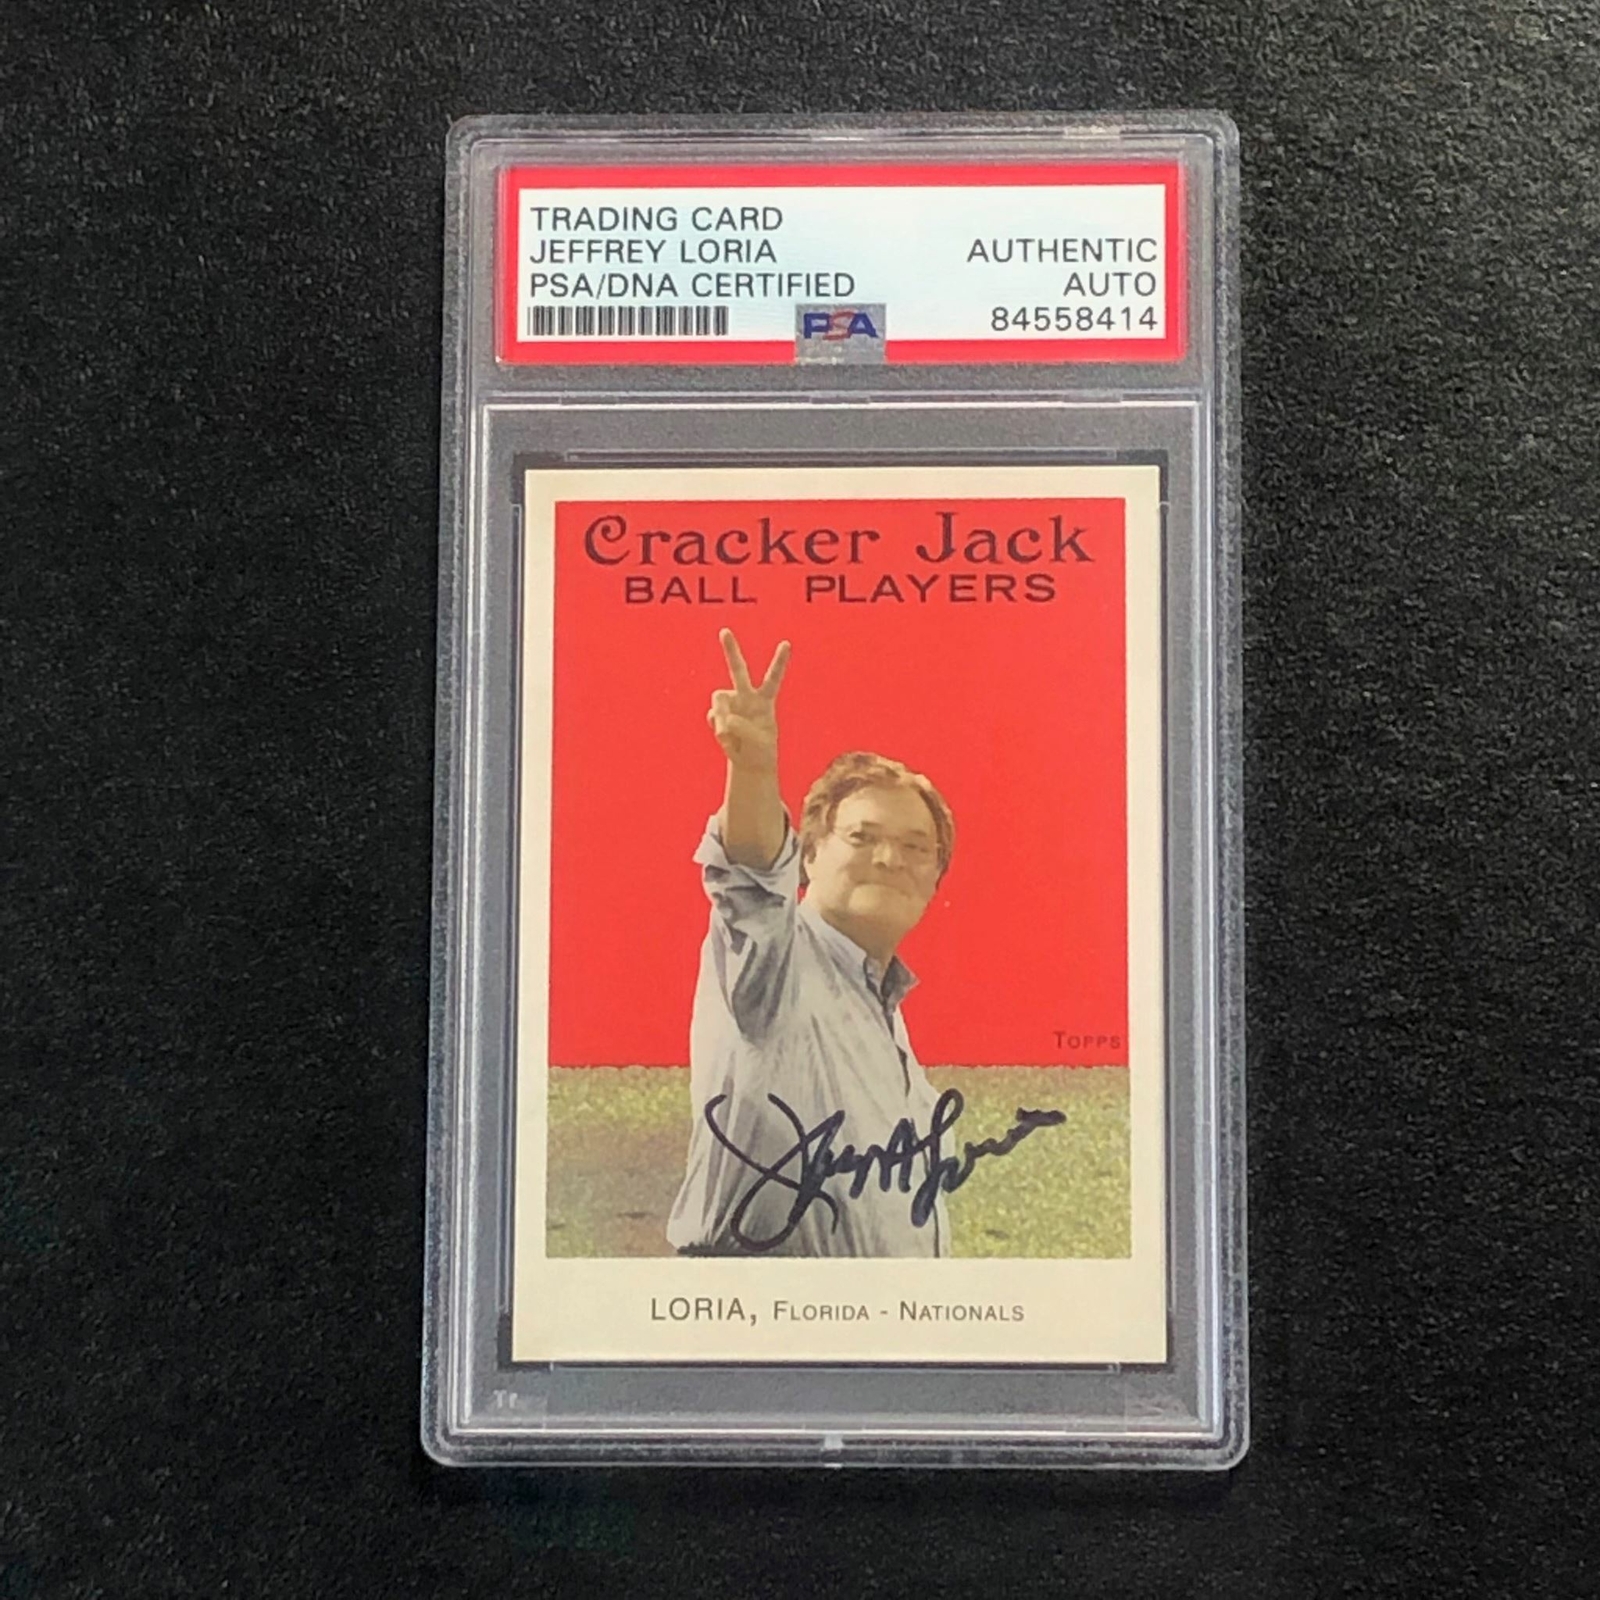 TRADING CARD
JEFFREY LORIA
PSA/DNA CERTIFIED
AUTHENTIC
AUTO
84558414
PSA
Cracker Jack
BALL PLAYERS
TOPPS
LORIA, FLORIDA - NATIONALS